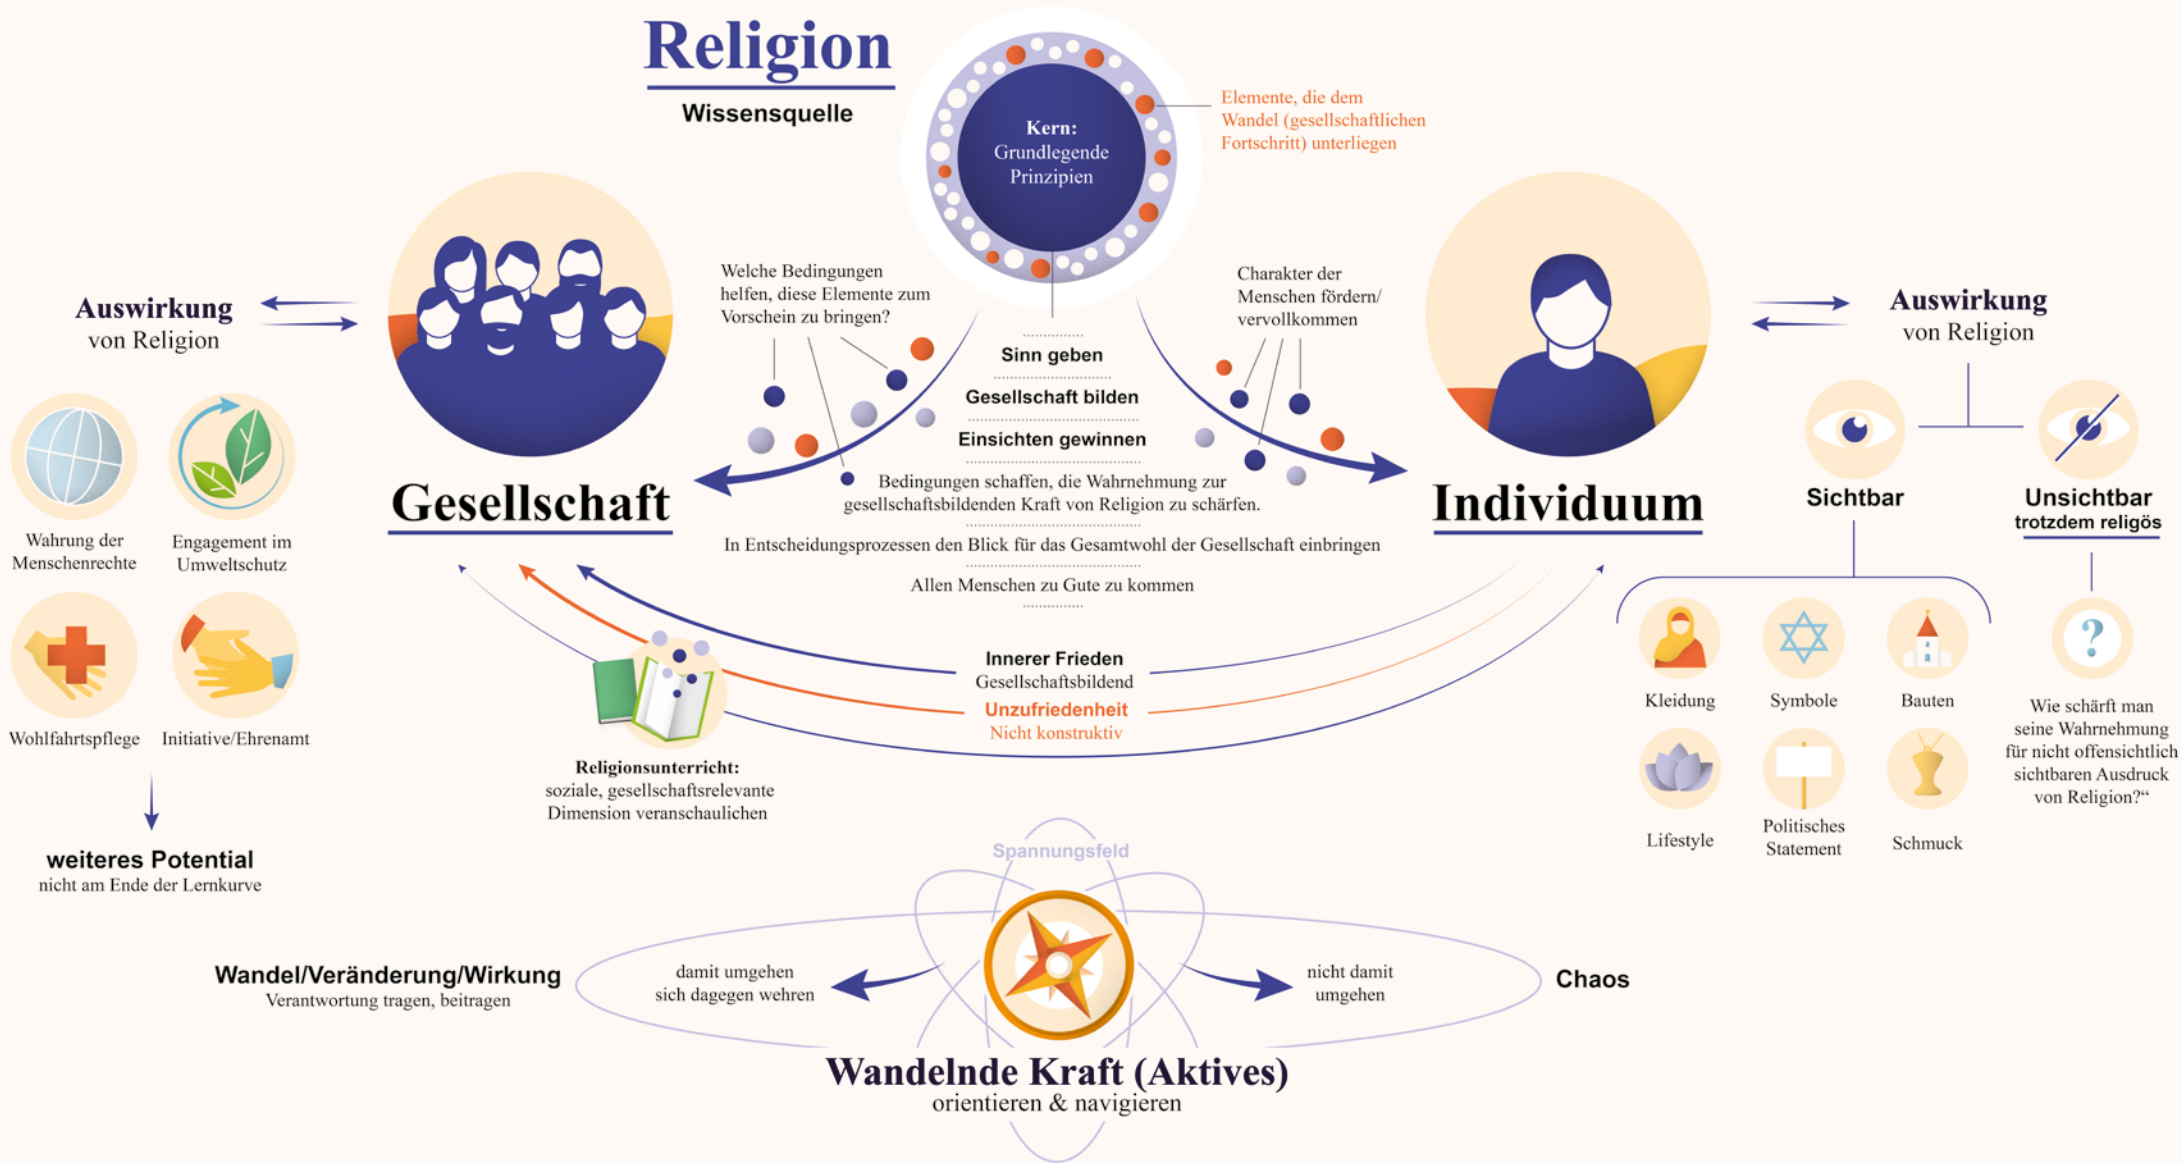 Religion
Wissensquelle
Kern:
Grundlegende
Prinzipien
Elemente, die dem
Wandel (gesellschaftlichen
Fortschritt) unterliegen
Welche Bedingungen
helfen, diese Elemente zum
Vorschein zu bringen?
Charakter der
Menschen fördern/
vervollkommen
Auswirkung
von Religion
Gesellschaft
Wahrung der
Menschenrechte
Engagement im
Umweltschutz
Wohlfahrtspflege
Initiative/Ehrenamt
weiteres Potential
nicht am Ende der Lernkurve
Sinn geben
Gesellschaft bilden
Einsichten gewinnen
Bedingungen schaffen, die Wahrnehmung zur
gesellschaftsbildenden Kraft von Religion zu schärfen.
In Entscheidungsprozessen den Blick für das Gesamtwohl der Gesellschaft einbringen
Allen Menschen zu Gute zu kommen
Individuum
Auswirkung
von Religion
Sichtbar
Unsichtbar
trotzdem religös
Kleidung
Symbole
Bauten
Lifestyle
Politisches
Statement
Schmuck
?
Wie schärft man
seine Wahrnehmung
für nicht offensichtlich
sichtbaren Ausdruck
von Religion?“
Innerer Frieden
Gesellschaftsbildend
Unzufriedenheit
Nicht konstruktiv
Religionsunterricht:
soziale, gesellschaftsrelevante
Dimension veranschaulichen
Spannungsfeld
Wandel/Veränderung/Wirkung
Verantwortung tragen, beitragen
damit umgehen
sich dagegen wehren
nicht damit
umgehen
Chaos
Wandelnde Kraft (Aktives)
orientieren & navigieren